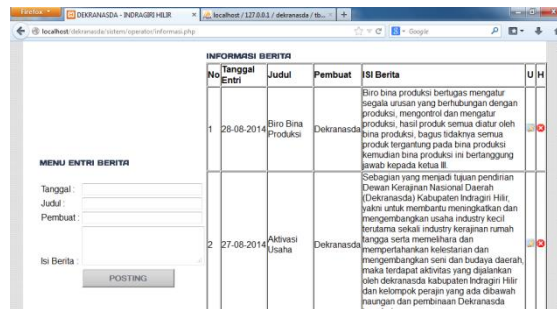 Firefox
DEKRANASDA - INDRAGIRI HILIR
localhost / 127.0.0.1 / dekranasda / tb...
localhost/dekranasda/sistem/operator/informasi.php
Google
INFORMASI BERITA
No
Tanggal
Entri
Judul
Pembuat
ISI Berita
U
H
1
28-08-2014
Biro Bina
Produksi
Dekranasda
Biro bina produksi bertugas mengatur
segala urusan yang berhubungan dengan
produksi, mengontrol dan mengatur
produksi, hasil produk semua diatur oleh
bina produksi, bagus tidaknya semua
produk tergantung pada bina produksi
kemudian bina produksi ini bertanggung
jawab kepada ketua III.
2
27-08-2014
Aktivasi
Usaha
Dekranasda
Sebagian yang menjadi tujuan pendirian
Dewan Kerajinan Nasional Daerah
(Dekranasda) Kabupaten Indragiri Hilir,
yakni untuk membantu meningkatkan dan
mengembangkan usaha industry kecil
terutama sekali industry kerajinan rumah
tangga serta memelihara dan
mempertahankan kelestarian dan
mengembangkan seni dan budaya daerah,
maka terdapat aktivitas yang dijalankan
oleh dekranasda kabupaten Indragiri Hilir
dan kelompok perajin yang ada dibawah
naungan dan pembinaan Dekranasda
MENU ENTRI BERITA
Tanggal :
Judul :
Pembuat :
Isi Berita :
POSTING